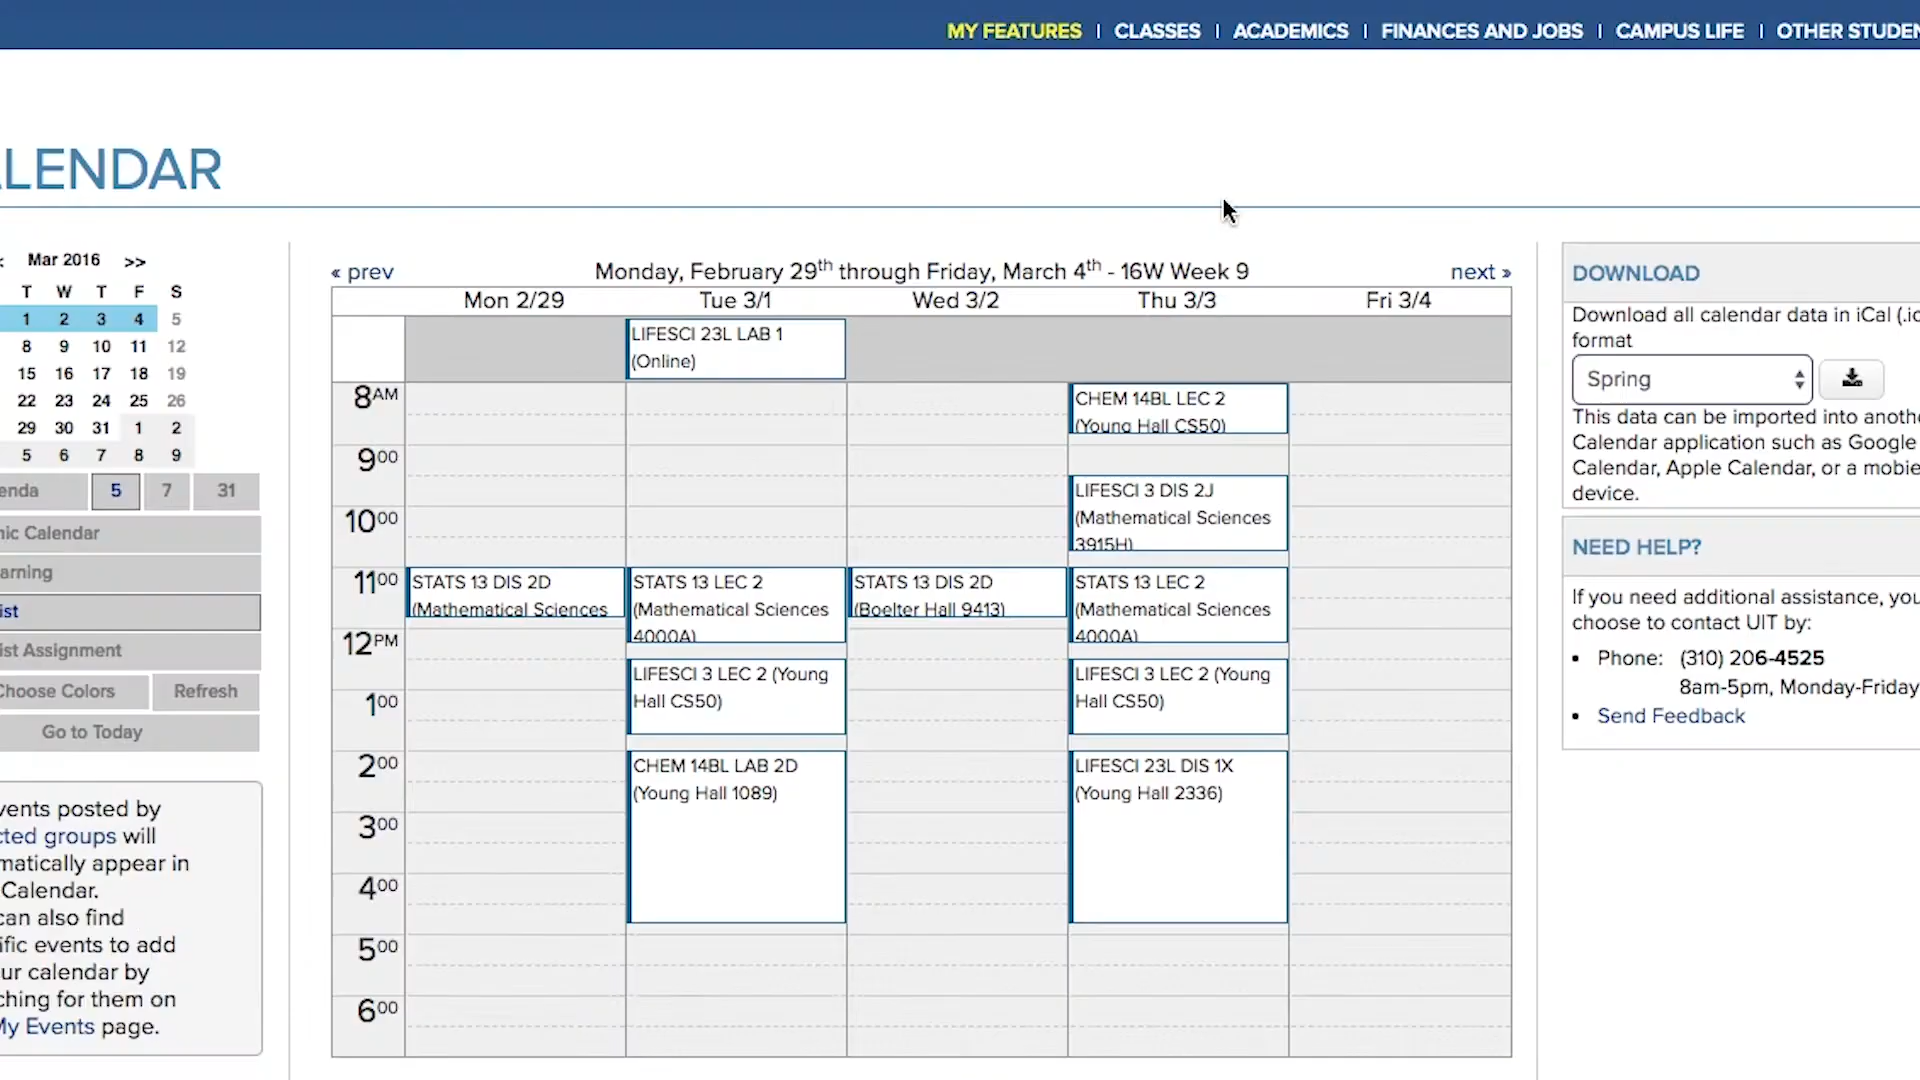 MY FEATURES | CLASSES | ACADEMICS | FINANCES AND JOBS | CAMPUS LIFE | OTHER STUDEN
LENDAR
Mar 2016 >>
T W T F S
1 2 3 4 5
8 9 10 11 12
15 16 17 18 19
22 23 24 25 26
29 30 31 1 2
5 6 7 8 9
enda 5 7 31
nic Calendar
arning
ist
ist Assignment
Choose Colors Refresh
Go to Today
vents posted by
cted groups will
matically appear in
Calendar.
can also find
ific events to add
ur calendar by
ching for them on
My Events page.
« prev
Monday, February 29th through Friday, March 4th - 16W Week 9
next »
Mon 2/29 Tue 3/1 Wed 3/2 Thu 3/3 Fri 3/4
LIFESCI 23L LAB 1
(Online)
8AM
CHEM 14BL LEC 2
(Young Hall CS50)
900
LIFESCI 3 DIS 2J
(Mathematical Sciences
3915H)
1000
1100
STATS 13 DIS 2D
(Mathematical Sciences
STATS 13 LEC 2
(Mathematical Sciences
4000A)
STATS 13 DIS 2D
(Boelter Hall 9413)
STATS 13 LEC 2
(Mathematical Sciences
4000A)
12PM
LIFESCI 3 LEC 2 (Young
Hall CS50)
LIFESCI 3 LEC 2 (Young
Hall CS50)
100
200
CHEM 14BL LAB 2D
(Young Hall 1089)
LIFESCI 23L DIS 1X
(Young Hall 2336)
300
400
500
600
DOWNLOAD
Download all calendar data in iCal (.ic
format
Spring
This data can be imported into anothe
Calendar application such as Google
Calendar, Apple Calendar, or a mobile
device.
NEED HELP?
If you need additional assistance, you
choose to contact UIT by:
• Phone: (310) 206-4525
8am-5pm, Monday-Friday
• Send Feedback